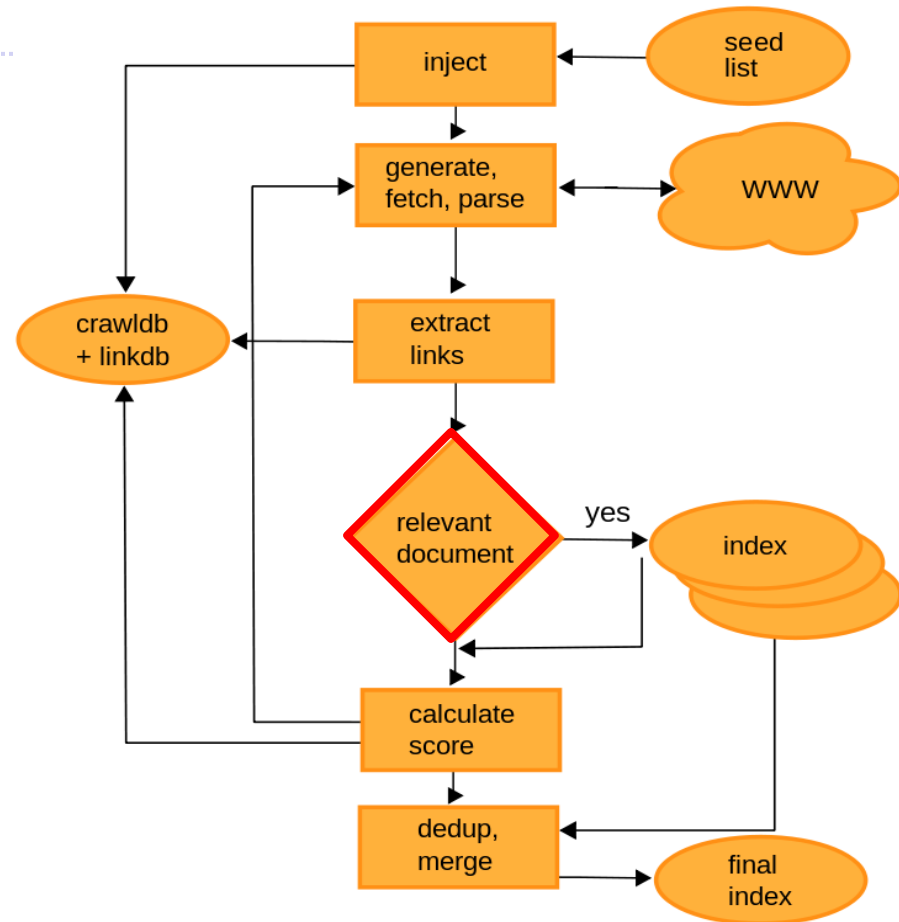 inject
seed
list
generate,
fetch, parse
www
extract
links
crawldb
+ linkdb
relevant
document
yes
index
calculate
score
dedup,
merge
final
index